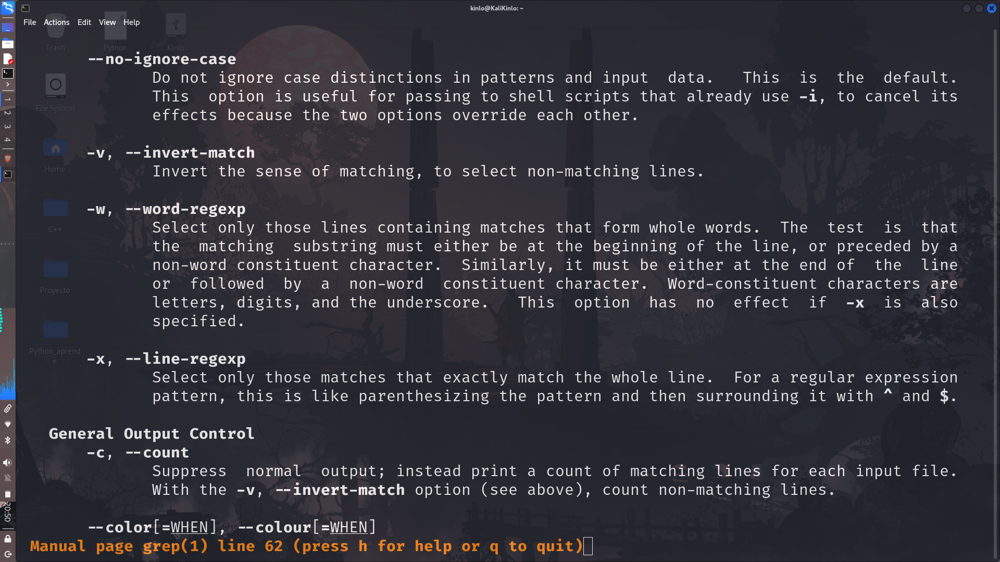 kinlo@KaliKinlo: ~
File Actions Edit View Help
Trash
Python
Kinlo
File System
Home
C++
Proyecto
Python_aprend
e
1
2
3
4
20:50
--no-ignore-case
Do not ignore case distinctions in patterns and input data. This is the default.
This option is useful for passing to shell scripts that already use -i, to cancel its
effects because the two options override each other.
-v, --invert-match
Invert the sense of matching, to select non-matching lines.
-w, --word-regexp
Select only those lines containing matches that form whole words. The test is that
the matching substring must either be at the beginning of the line, or preceded by a
non-word constituent character. Similarly, it must be either at the end of the line
or followed by a non-word constituent character. Word-constituent characters are
letters, digits, and the underscore. This option has no effect if -x is also
specified.
-x, --line-regexp
Select only those matches that exactly match the whole line. For a regular expression
pattern, this is like parenthesizing the pattern and then surrounding it with ^ and $.
General Output Control
-c, --count
Suppress normal output; instead print a count of matching lines for each input file.
With the -v, --invert-match option (see above), count non-matching lines.
--color[=WHEN], --colour[=WHEN]
Manual page grep(1) line 62 (press h for help or q to quit)